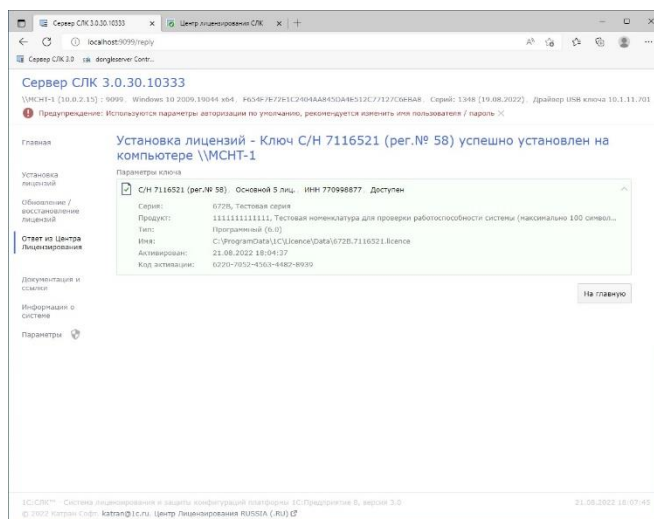 Сервер СЛК 3.0.30.10333
Центр лицензирования СЛК
localhost:9099/reply
Сервер СЛК 3.0
dongleserver Contr...
Сервер СЛК 3.0.30.10333
\\MCHT-1 (10.0.2.15) : 9099, Windows 10 2009.19044 x64, Серий: 1348 (19.08.2022), Драйвер USB ключа 10.1.11.701
Предупреждение: Используются параметры авторизации по умолчанию, рекомендуется изменить имя пользователя / пароль
Главная
Установка лицензий
Обновление / восстановление лицензий
Ответ из Центра Лицензирования
Документация и ссылки
Информация о системе
Параметры
Установка лицензий - Ключ С/Н 7116521 (рег.№ 58) успешно установлен на
компьютере \\MCHT-1
Параметры ключа
С/Н 7116521 (рег.№ 58), Основной 5 лиц., ИНН 770998877, Доступен
Серия: 672B, Тестовая серия
Продукт: 1111111111111, Тестовая номенклатура для проверки работоспособности системы (максимально 100 символ...
Тип: Программный (6.0)
Имя: C:\ProgramData\1C\Licence\Data\672B.7116521.licence
Активирован: 21.08.2022 18:04:37
Код активации: 6220-7052-4563-4482-8939
На главную
1С:СЛК™ - Система лицензирования и защиты конфигураций платформы 1С:Предприятие 8, версия 3.0
21.08.2022 18:07:45
© 2022 Катран Софт, katran@1c.ru, Центр Лицензирования RUSSIA (.RU)